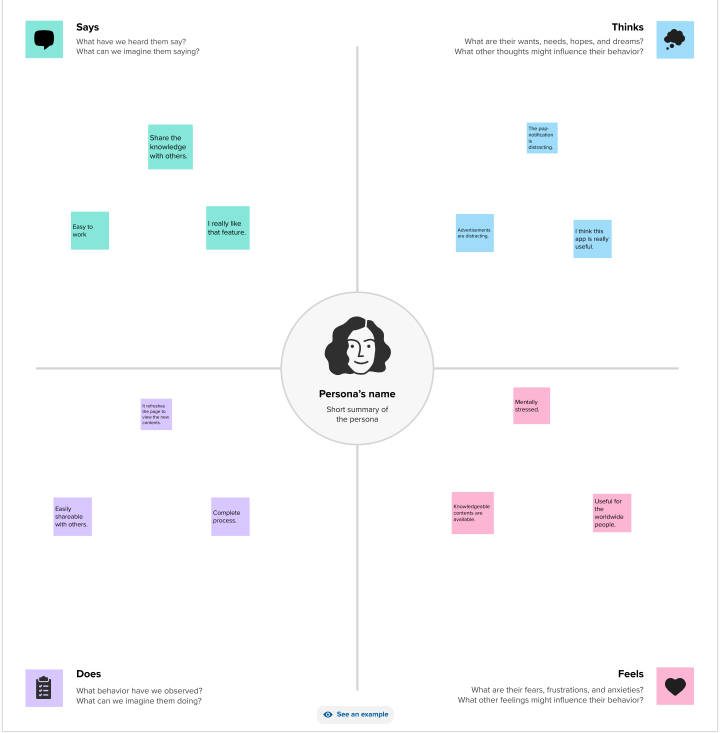 Says
What have we heard them say?
What can we imagine them saying?
Thinks
What are their wants, needs, hopes, and dreams?
What other thoughts might influence their behavior?
Share the
knowledge
with others.
Easy to
work
I really like
that feature.
The pap-
notification
is
distracting.
Advertisements
are distracting.
I think this
app is really
useful.
Persona's name
Short summary of
the persona
It refreshes
the page to
view the new
contents.
Easily
shareable
with others.
Complete
process.
Mentally
stressed.
Knowledgeable
contents are
available.
Useful for
the
worldwide
people.
Does
What behavior have we observed?
What can we imagine them doing?
Feels
What are their fears, frustrations, and anxieties?
What other feelings might influence their behavior?
See an example